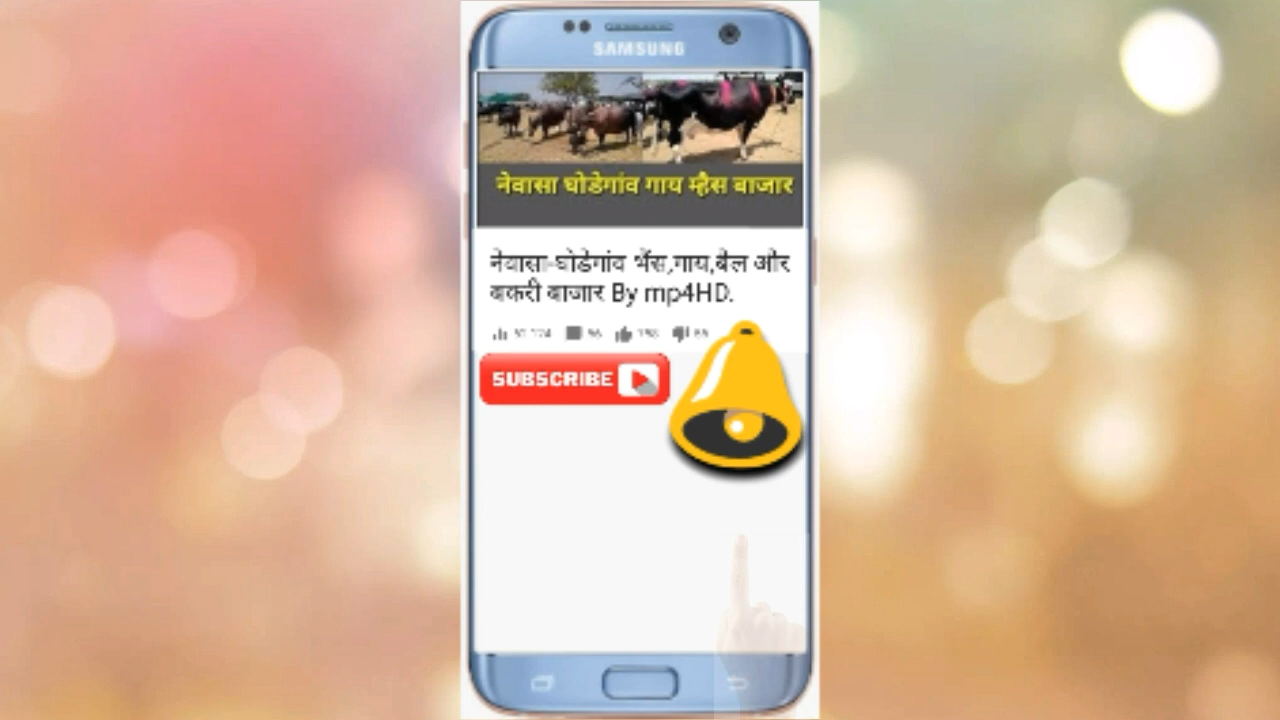 SAMSUNG
नेवासा घोडेगांव गाय म्हैस बाजार
नेवासा-घोडेगांव भैंस,गाय,बैल और
बकरी बाजार By mp4HD.
SUBSCRIBE